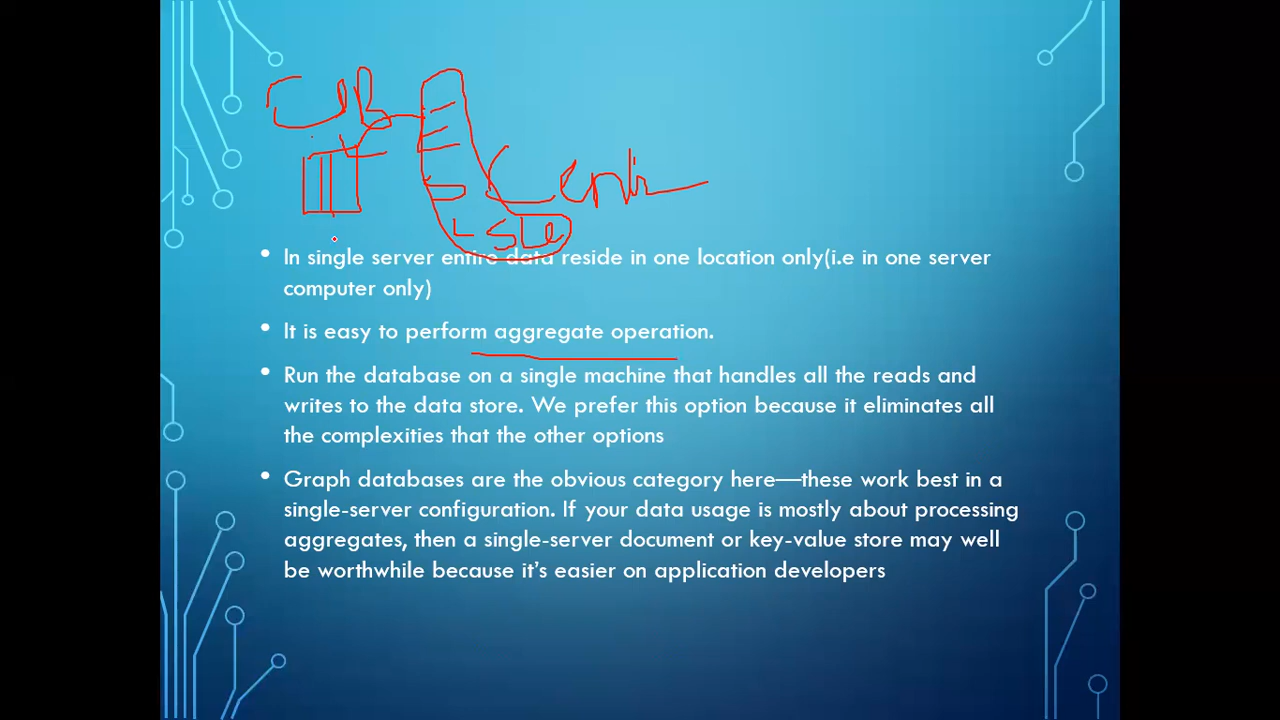 In single server entire data reside in one location only(i.e in one server
computer only)
It is easy to perform aggregate operation.
Run the database on a single machine that handles all the reads and
writes to the data store. We prefer this option because it eliminates all
the complexities that the other options
Graph databases are the obvious category here—these work best in a
single-server configuration. If your data usage is mostly about processing
aggregates, then a single-server document or key-value store may well
be worthwhile because it's easier on application developers